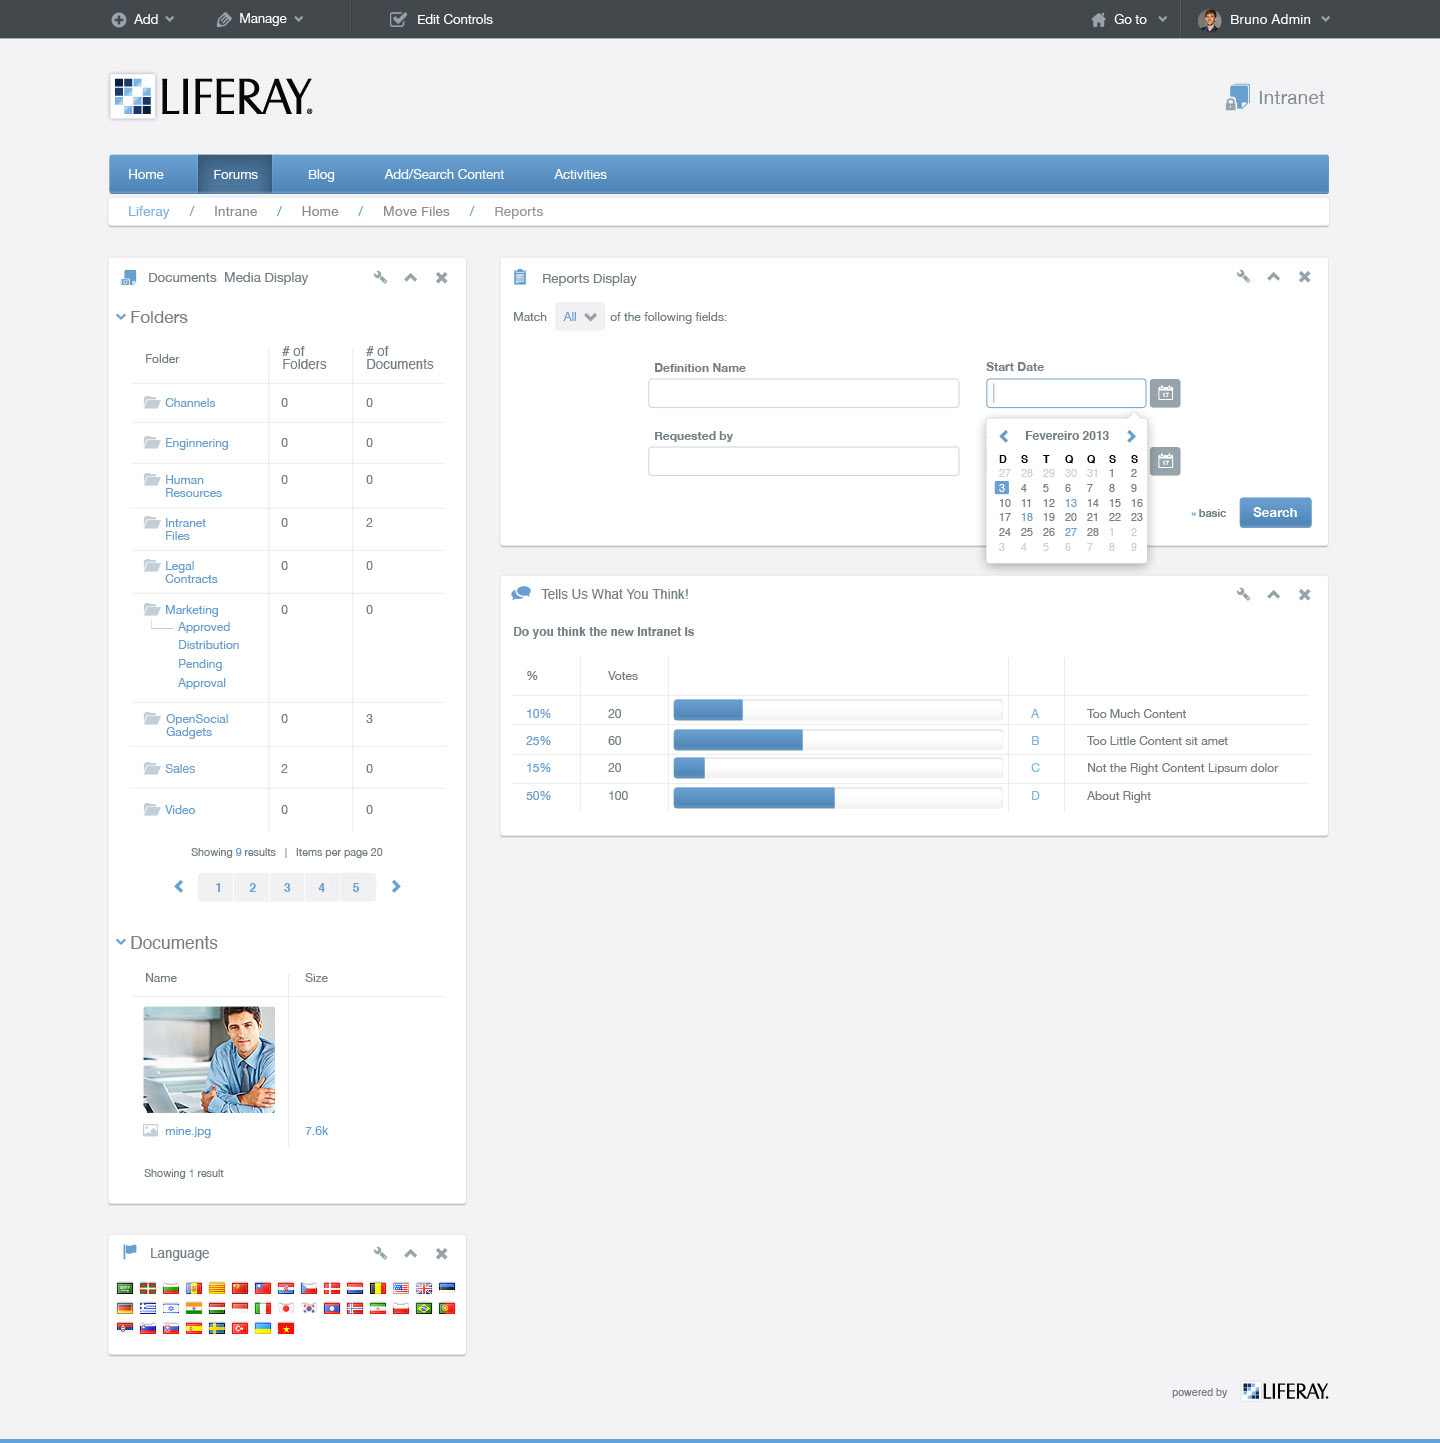 Add
Manage
Edit Controls
Go to
Bruno Admin
LIFERAY®
Intranet
Home
Forums
Blog
Add/Search Content
Activities
Liferay / Intrane / Home / Move Files / Reports
Documents Media Display
Folders
Folder
# of Folders
# of Documents
Channels 0 0
Enginnering 0 0
Human Resources 0 0
Intranet Files 0 2
Legal Contracts 0 0
Marketing 0 0
Approved
Distribution
Pending
Approval
OpenSocial Gadgets 0 3
Sales 2 0
Video 0 0
Showing 9 results | Items per page 20
1 2 3 4 5
Documents
Name Size
mine.jpg 7.6k
Showing 1 result
Language
Reports Display
Match All of the following fields:
Definition Name
Start Date
17
Requested by
17
Fevereiro 2013
D S T Q Q S S
27 28 29 30 31 1 2
3 4 5 6 7 8 9
10 11 12 13 14 15 16
17 18 19 20 21 22 23
24 25 26 27 28 1 2
3 4 5 6 7 8 9
« basic
Search
Tells Us What You Think!
Do you think the new Intranet Is
% Votes
10% 20 A Too Much Content
25% 60 B Too Little Content sit amet
15% 20 C Not the Right Content Lipsum dolor
50% 100 D About Right
powered by LIFERAY.